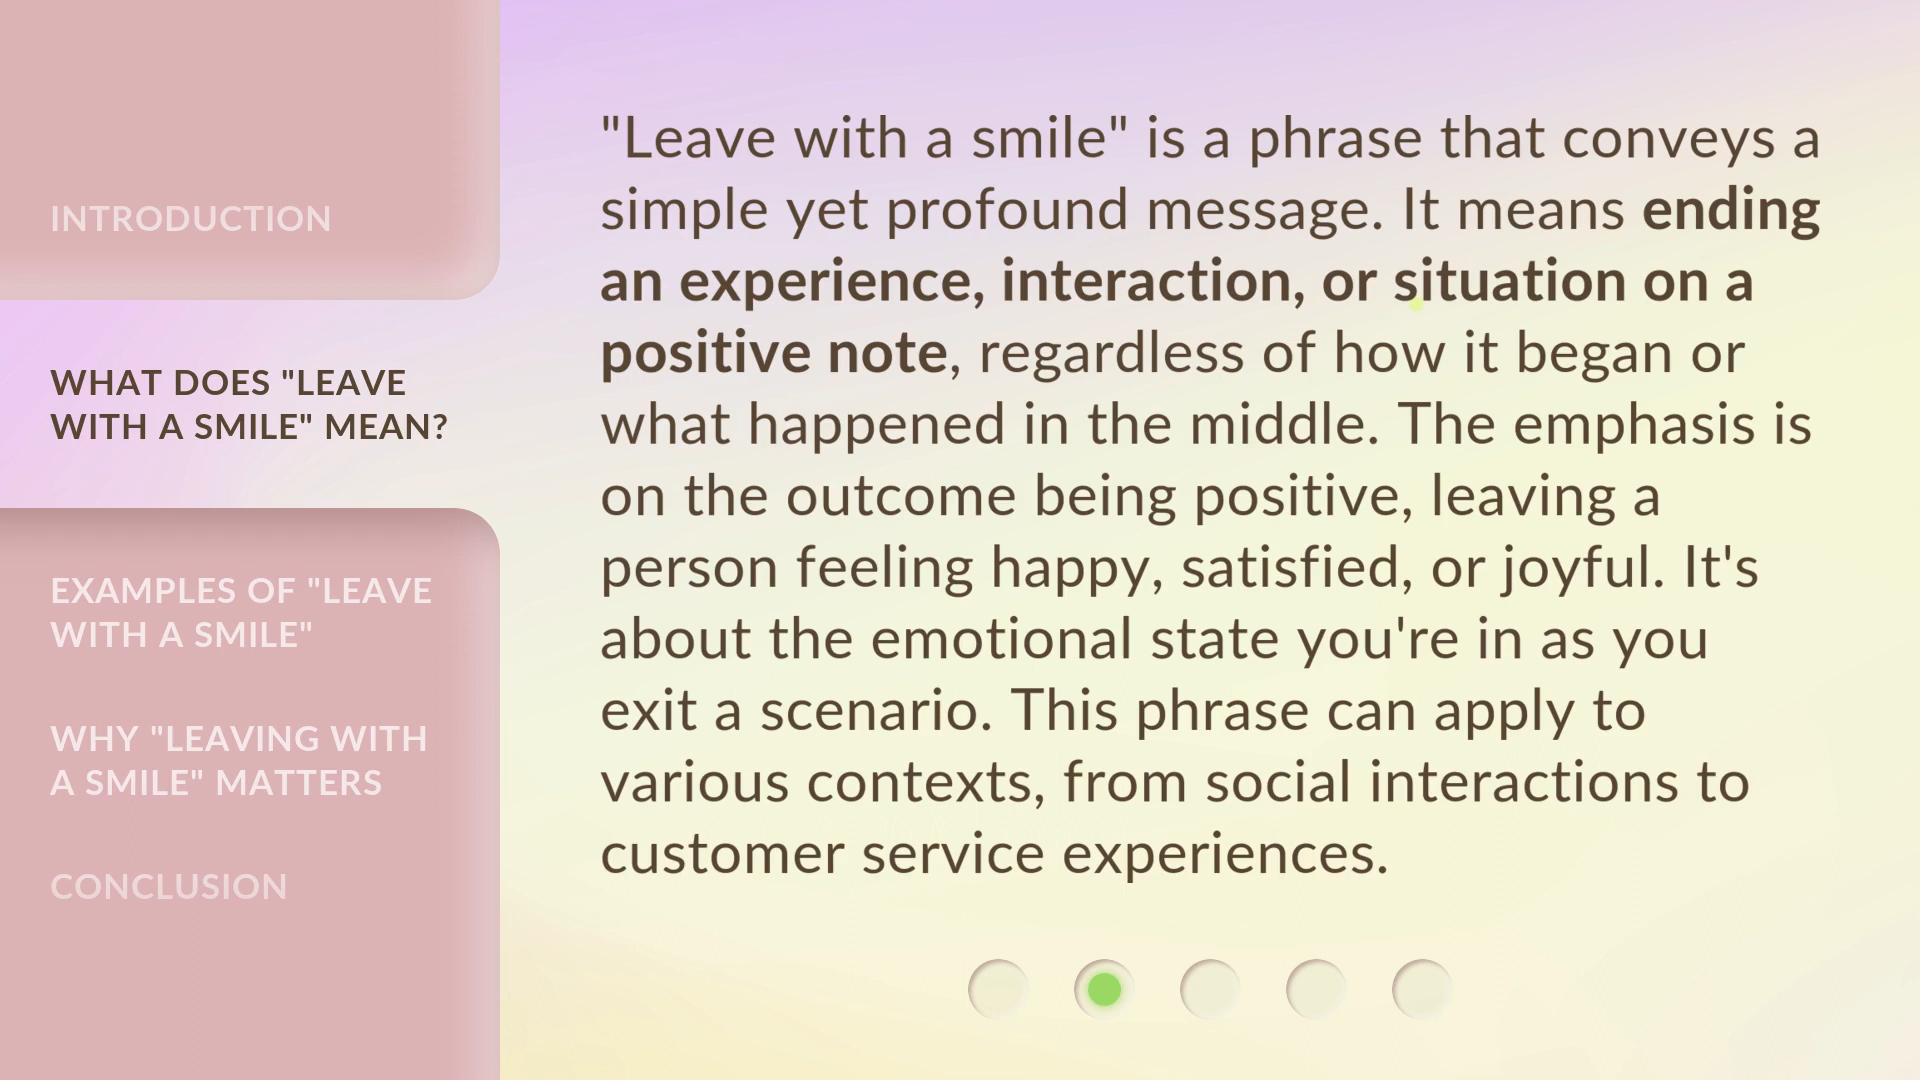 INTRODUCTION
WHAT DOES "LEAVE
WITH A SMILE" MEAN?
EXAMPLES OF "LEAVE
WITH A SMILE"
WHY "LEAVING WITH
A SMILE" MATTERS
CONCLUSION
"Leave with a smile" is a phrase that conveys a
simple yet profound message. It means ending
an experience, interaction, or situation on a
positive note, regardless of how it began or
what happened in the middle. The emphasis is
on the outcome being positive, leaving a
person feeling happy, satisfied, or joyful. It's
about the emotional state you're in as you
exit a scenario. This phrase can apply to
various contexts, from social interactions to
customer service experiences.